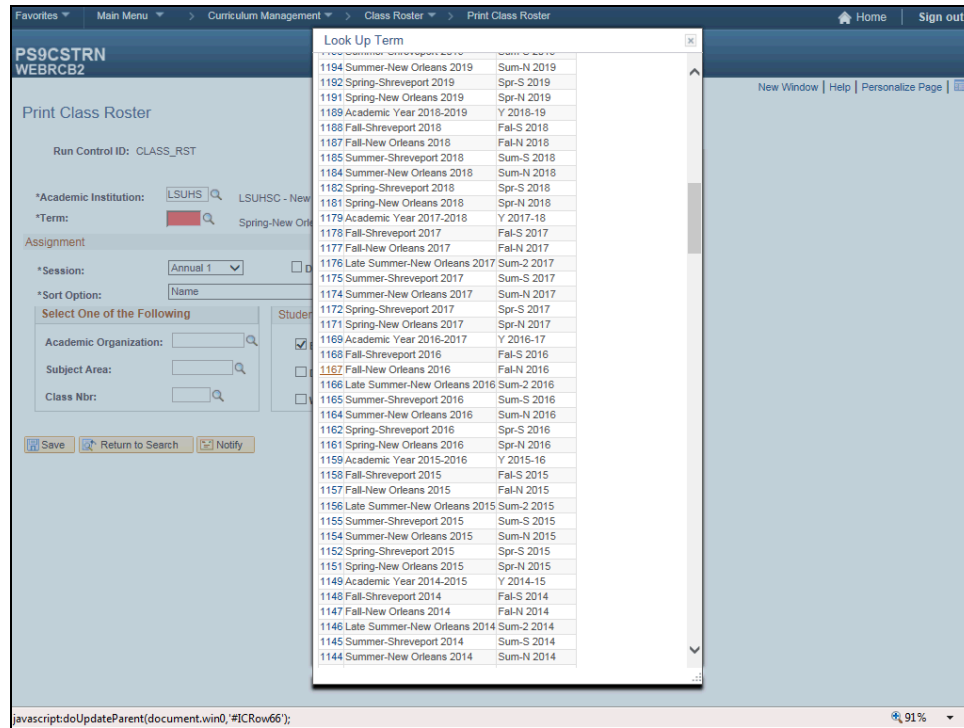 Favorites Main Menu > Curriculum Management > Class Roster > Print Class Roster Home Sign out
PS9CSTRN
WEBRCB2
New Window | Help | Personalize Page |
Print Class Roster
Run Control ID: CLASS_RST
*Academic Institution: LSUHS LSUHSC - New
*Term: Spring-New Orle
Assignment
*Session: Annual 1 D
*Sort Option: Name
Select One of the Following Studen
Academic Organization:
Subject Area:
Class Nbr:
Save Return to Search Notify
Look Up Term
1194 Summer-New Orleans 2019 Sum-N 2019
1192 Spring-Shreveport 2019 Spr-S 2019
1191 Spring-New Orleans 2019 Spr-N 2019
1189 Academic Year 2018-2019 Y 2018-19
1188 Fall-Shreveport 2018 Fal-S 2018
1187 Fall-New Orleans 2018 Fal-N 2018
1185 Summer-Shreveport 2018 Sum-S 2018
1184 Summer-New Orleans 2018 Sum-N 2018
1182 Spring-Shreveport 2018 Spr-S 2018
1181 Spring-New Orleans 2018 Spr-N 2018
1179 Academic Year 2017-2018 Y 2017-18
1178 Fall-Shreveport 2017 Fal-S 2017
1177 Fall-New Orleans 2017 Fal-N 2017
1176 Late Summer-New Orleans 2017 Sum-2 2017
1175 Summer-Shreveport 2017 Sum-S 2017
1174 Summer-New Orleans 2017 Sum-N 2017
1172 Spring-Shreveport 2017 Spr-S 2017
1171 Spring-New Orleans 2017 Spr-N 2017
1169 Academic Year 2016-2017 Y 2016-17
1168 Fall-Shreveport 2016 Fal-S 2016
1167 Fall-New Orleans 2016 Fal-N 2016
1166 Late Summer-New Orleans 2016 Sum-2 2016
1165 Summer-Shreveport 2016 Sum-S 2016
1164 Summer-New Orleans 2016 Sum-N 2016
1162 Spring-Shreveport 2016 Spr-S 2016
1161 Spring-New Orleans 2016 Spr-N 2016
1159 Academic Year 2015-2016 Y 2015-16
1158 Fall-Shreveport 2015 Fal-S 2015
1157 Fall-New Orleans 2015 Fal-N 2015
1156 Late Summer-New Orleans 2015 Sum-2 2015
1155 Summer-Shreveport 2015 Sum-S 2015
1154 Summer-New Orleans 2015 Sum-N 2015
1152 Spring-Shreveport 2015 Spr-S 2015
1151 Spring-New Orleans 2015 Spr-N 2015
1149 Academic Year 2014-2015 Y 2014-15
1148 Fall-Shreveport 2014 Fal-S 2014
1147 Fall-New Orleans 2014 Fal-N 2014
1146 Late Summer-New Orleans 2014 Sum-2 2014
1145 Summer-Shreveport 2014 Sum-S 2014
1144 Summer-New Orleans 2014 Sum-N 2014
javascript:doUpdateParent(document.win0,'#ICRow66'); 91%